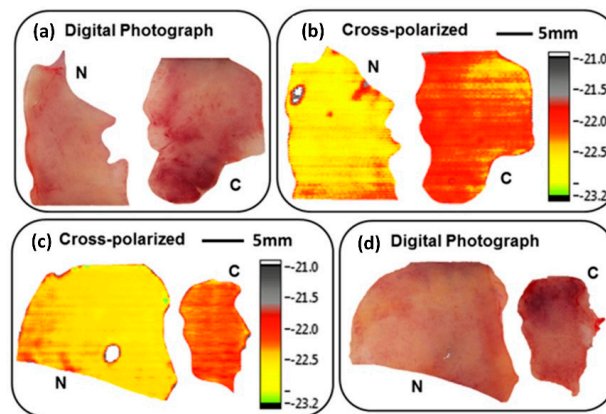 (a) Digital Photograph
N
C
(b) Cross-polarized 5mm
N
C
-21.0
-21.5
-22.0
-22.5
-23.2
(c) Cross-polarized 5mm
C
N
-21.0
-21.5
-22.0
-22.5
-23.2
(d) Digital Photograph
C
N